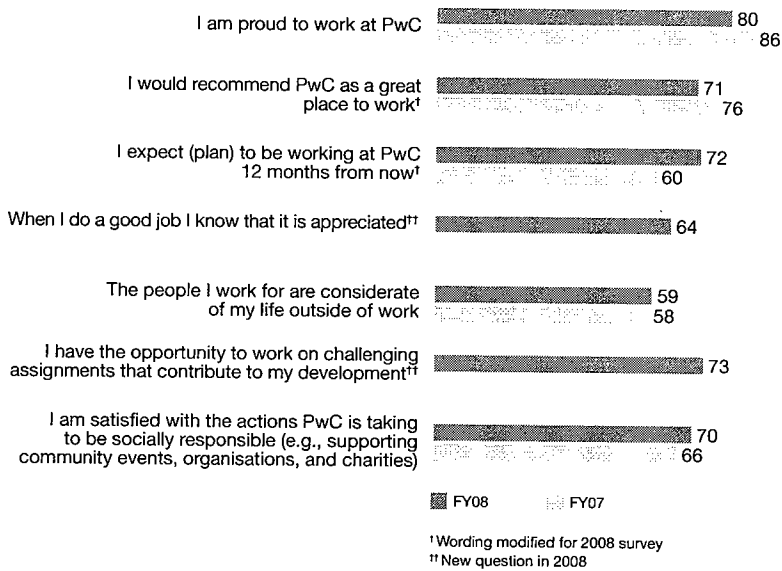 I am proud to work at PwC
80
86
I would recommend PwC as a great
place to work†
71
76
I expect (plan) to be working at PwC
12 months from now†
72
60
When I do a good job I know that it is appreciated††
64
The people I work for are considerate
of my life outside of work
59
58
I have the opportunity to work on challenging
assignments that contribute to my development††
73
I am satisfied with the actions PwC is taking
to be socially responsible (e.g., supporting
community events, organisations, and charities)
70
66
FY08 FY07
† Wording modified for 2008 survey
†† New question in 2008